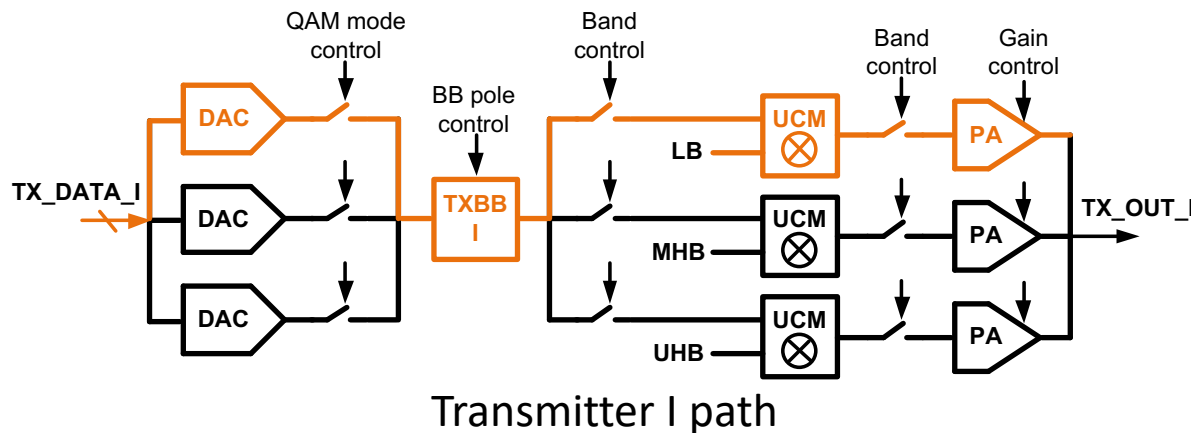 QAM mode
control
Band
control
Band
control
Gain
control
BB pole
control
DAC
UCM
PA
LB
TX_DATA_I
DAC
TXBB
I
UCM
PA
TX_OUT_I
MHB
DAC
UCM
PA
UHB
Transmitter I path